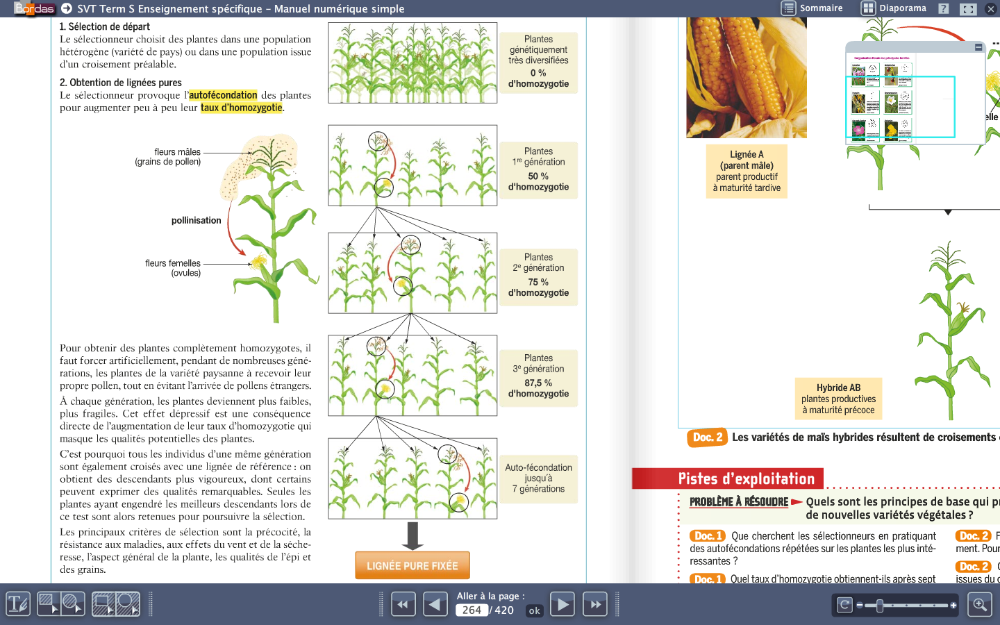 Bordas
SVT Term S Enseignement spécifique – Manuel numérique simple
Sommaire
Diaporama
?
1. Sélection de départ
Le sélectionneur choisit des plantes dans une population
hétérogène (variété de pays) ou dans une population issue
d'un croisement préalable.
2. Obtention de lignées pures
Le sélectionneur provoque l'autofécondation des plantes
pour augmenter peu à peu leur taux d'homozygotie.
fleurs mâles
(grains de pollen)
pollinisation
fleurs femelles
(ovules)
Pour obtenir des plantes complètement homozygotes, il
faut forcer artificiellement, pendant de nombreuses géné-
rations, les plantes de la variété paysanne à recevoir leur
propre pollen, tout en évitant l'arrivée de pollens étrangers.
À chaque génération, les plantes deviennent plus faibles,
plus fragiles. Cet effet dépressif est une conséquence
directe de l'augmentation de leur taux d'homozygotie qui
masque les qualités potentielles des plantes.
C'est pourquoi tous les individus d'une même génération
sont également croisés avec une lignée de référence : on
obtient des descendants plus vigoureux, dont certains
peuvent exprimer des qualités remarquables. Seules les
plantes ayant engendré les meilleurs descendants lors de
ce test sont alors retenues pour poursuivre la sélection.
Les principaux critères de sélection sont la précocité, la
résistance aux maladies, aux effets du vent et de la séche-
resse, l'aspect général de la plante, les qualités de l'épi et
des grains.
Plantes
génétiquement
très diversifiées
0 %
d'homozygotie
Plantes
1re génération
50 %
d'homozygotie
Plantes
2e génération
75 %
d'homozygotie
Plantes
3e génération
87,5 %
d'homozygotie
Auto-fécondation
jusqu'à
7 générations
LIGNÉE PURE FIXÉE
Lignée A
(parent mâle)
parent productif
à maturité tardive
elle
Hybride AB
plantes productives
à maturité précoce
Doc. 2 Les variétés de maïs hybrides résultent de croisements
Pistes d'exploitation
PROBLÈME À RÉSOUDRE Quels sont les principes de base qui pr
de nouvelles variétés végétales ?
Doc. 1 Que cherchent les sélectionneurs en pratiquant
des autofécondations répétées sur les plantes les plus inté-
ressantes ?
Doc. 1 Quel taux d'homozygotie obtiennent-ils après sept
Doc. 2
ment. Pour
Doc. 2
issues du c
Aller à la page :
264 / 420 ok